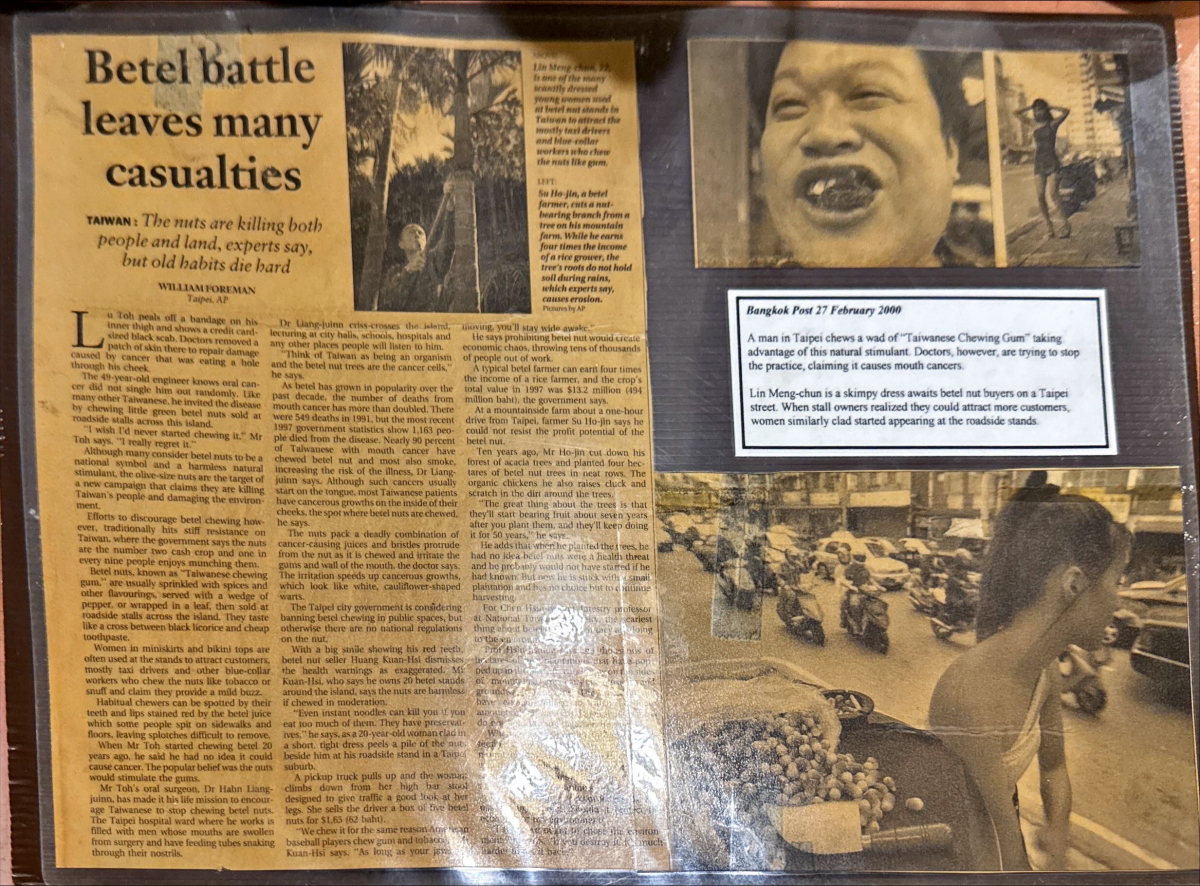 Betel battle
leaves many
casualties
TAIWAN: The nuts are killing both
people and land, experts say,
but old habits die hard
WILLIAM FOREMAN
Taipei, AP
Lin Meng-chun, 22,
is one of the many
scantily dressed
young women used
at betel nut stands in
Taiwan to attract the
mostly taxi drivers
and blue-collar
workers who chew
the nuts like gum.
LEFT:
Su Ho-jin, a betel
farmer, cuts a nut-
bearing branch from a
tree on his mountain
farm. While he earns
four times the income
of a rice grower, the
tree's roots do not hold
soil during rains,
which experts say,
causes erosion.
Pictures by AP
Lu Toh peals off a bandage on his
inner thigh and shows a credit card-
sized black scab. Doctors removed a
patch of skin there to repair damage
caused by cancer that was eating a hole
through his cheek.
The 49-year-old engineer knows oral can-
cer did not single him out randomly. Like
many other Taiwanese, he invited the disease
by chewing little green betel nuts sold at
roadside stalls across this island.
"I wish I'd never started chewing it," Mr
Toh says. "I really regret it."
Although many consider betel nuts to be a
national symbol and a harmless natural
stimulant, the olive-size nuts are the target of
a new campaign that claims they are killing
Taiwan's people and damaging the environ-
ment.
Efforts to discourage betel chewing how-
ever, traditionally hits stiff resistance on
Taiwan, where the government says the nuts
are the number two cash crop and one in
every nine people enjoys munching them.
Betel nuts, known as "Taiwanese chewing
gum," are usually sprinkled with spices and
other flavourings, served with a wedge of
pepper, or wrapped in a leaf, then sold at
roadside stalls across the island. They taste
like a cross between black licorice and cheap
toothpaste.
Women in miniskirts and bikini tops are
often used at the stands to attract customers,
mostly taxi drivers and other blue-collar
workers who chew the nuts like tobacco or
snuff and claim they provide a mild buzz.
Habitual chewers can be spotted by their
teeth and lips stained red by the betel juice
which some people spit on sidewalks and
floors, leaving splotches difficult to remove.
When Mr Toh started chewing betel 20
years ago, he said he had no idea it could
cause cancer. The popular belief was the nuts
would stimulate the gums.
Mr Toh's oral surgeon, Dr Hahn Liang-
juinn, has made it his life mission to encour-
age Taiwanese to stop chewing betel nuts.
The Taipei hospital ward where he works is
filled with men whose mouths are swollen
from surgery and have feeding tubes snaking
through their nostrils.
Dr Liang-juinn criss-crosses the island,
lecturing at city halls, schools, hospitals and
any other places people will listen to him.
"Think of Taiwan as being an organism
and the betel nut trees are the cancer cells,"
he says.
As betel has grown in popularity over the
past decade, the number of deaths from
mouth cancer has more than doubled. There
were 549 deaths in 1991, but the most recent
1997 government statistics show 1,163 peo-
ple died from the disease. Nearly 90 percent
of Taiwanese with mouth cancer have
chewed betel nut and most also smoke,
increasing the risk of the illness, Dr Liang-
juinn says. Although such cancers usually
start on the tongue, most Taiwanese patients
have cancerous growths on the inside of their
cheeks, the spot where betel nuts are chewed,
he says.
The nuts pack a deadly combination of
cancer-causing juices and bristles protrude
from the nut as it is chewed and irritate the
gums and wall of the mouth, the doctor says.
The irritation speeds up cancerous growths,
which look like white, cauliflower-shaped
warts.
The Taipei city government is considering
banning betel chewing in public spaces, but
otherwise there are no national regulations
on the nut.
With a big smile showing his red teeth,
betel nut seller Huang Kuan-Hsi dismisses
the health warnings as exaggerated. Mr
Kuan-Hsi, who says he owns 20 betel stands
around the island, says the nuts are harmless
if chewed in moderation.
"Even instant noodles can kill you if you
eat too much of them. They have preservat-
ives," he says, as a 20-year-old woman clad in
a short, tight dress peels a pile of the nuts
beside him at his roadside stand in a Taipei
suburb.
A pickup truck pulls up and the woman
climbs down from her high bar stool
designed to give traffic a good look at her
legs. She sells the driver a box of five betel
nuts for $1.65 (62 baht).
"We chew it for the same reason American
baseball players chew gum and tobacco," Mr
Kuan-Hsi says. "As long as your jaws
moving, you'll stay wide awake."
He says prohibiting betel nut would create
economic chaos, throwing tens of thousands
of people out of work.
A typical betel farmer can earn four times
the income of a rice farmer, and the crop's
total value in 1997 was $13.2 million (494
million baht), the government says.
At a mountainside farm about a one-hour
drive from Taipei, farmer Su Ho-jin says he
could not resist the profit potential of the
betel nut.
Ten years ago, Mr Ho-jin cut down his
forest of acacia trees and planted four hec-
tares of betel nut trees in neat rows. The
organic chickens he also raises cluck and
scratch in the dirt around the trees.
"The great thing about the trees is that
they'll start bearing fruit about seven years
after you plant them, and they'll keep doing
it for 50 years," he says.
He adds that when he planted the trees, he
had no idea betel nuts were a health threat
and he probably would not have started if he
had known. But now he is stuck with a small
plantation and has no choice but to continue
harvesting.
For Chen forestry professor
at National scariest
thing about doing
to the
Bangkok Post 27 February 2000
A man in Taipei chews a wad of "Taiwanese Chewing Gum" taking
advantage of this natural stimulant. Doctors, however, are trying to stop
the practice, claiming it causes mouth cancers.
Lin Meng-chun is a skimpy dress awaits betel nut buyers on a Taipei
street. When stall owners realized they could attract more customers,
women similarly clad started appearing at the roadside stands.